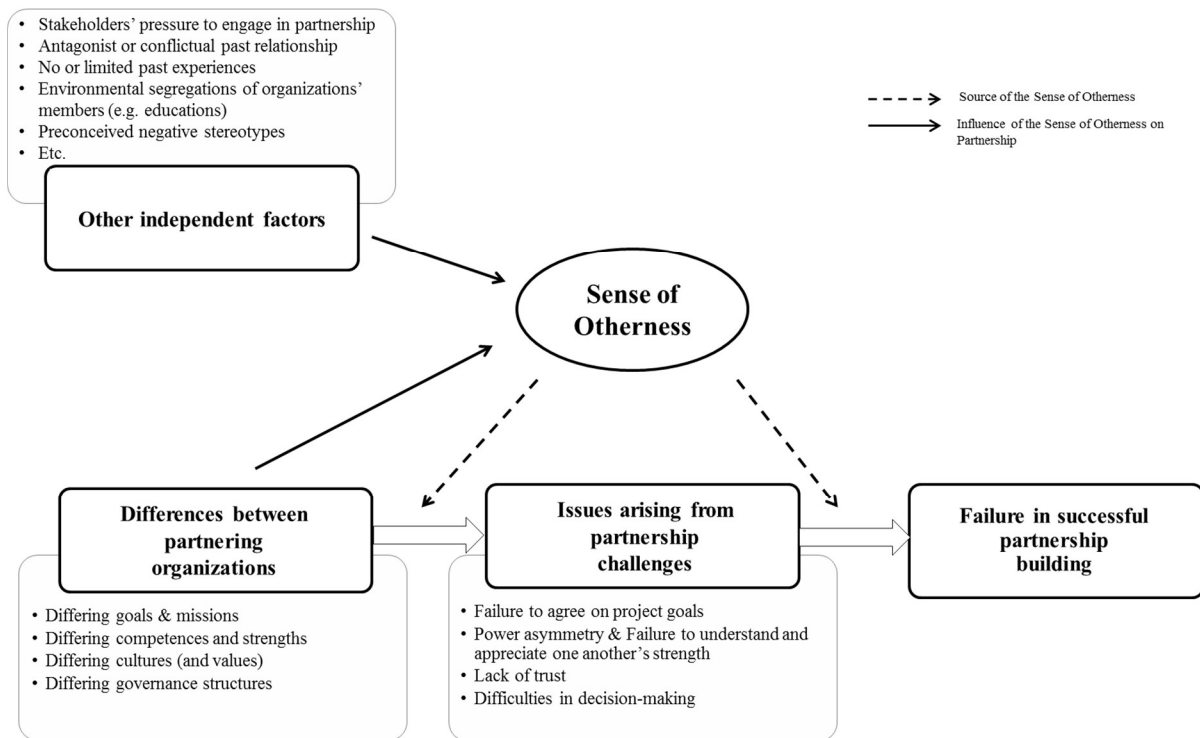 • Stakeholders' pressure to engage in partnership
• Antagonist or conflictual past relationship
• No or limited past experiences
• Environmental segregations of organizations'
members (e.g. educations)
• Preconceived negative stereotypes
• Etc.
Other independent factors
Source of the Sense of Otherness
Influence of the Sense of Otherness on
Partnership
Sense of
Otherness
Differences between
partnering
organizations
• Differing goals & missions
• Differing competences and strengths
• Differing cultures (and values)
• Differing governance structures
Issues arising from
partnership
challenges
• Failure to agree on project goals
• Power asymmetry & Failure to understand and
appreciate one another's strength
• Lack of trust
• Difficulties in decision-making
Failure in successful
partnership
building